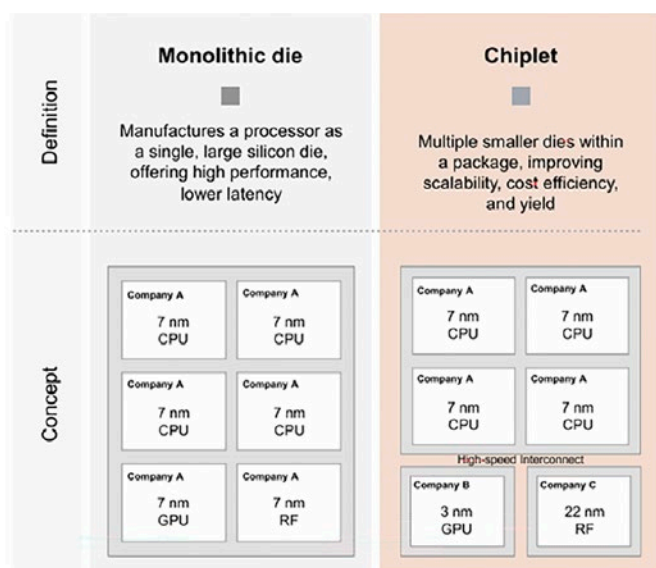 Monolithic die
Chiplet
Definition
Manufactures a processor as
a single, large silicon die,
offering high performance,
lower latency
Multiple smaller dies within
a package, improving
scalability, cost efficiency,
and yield
Concept
Company A
7 nm
CPU
Company A
7 nm
CPU
Company A
7 nm
CPU
Company A
7 nm
CPU
Company A
7 nm
GPU
Company A
7 nm
RF
Company A
7 nm
CPU
Company A
7 nm
CPU
Company A
7 nm
CPU
Company A
7 nm
CPU
High-speed Interconnect
Company B
3 nm
GPU
Company C
22 nm
RF